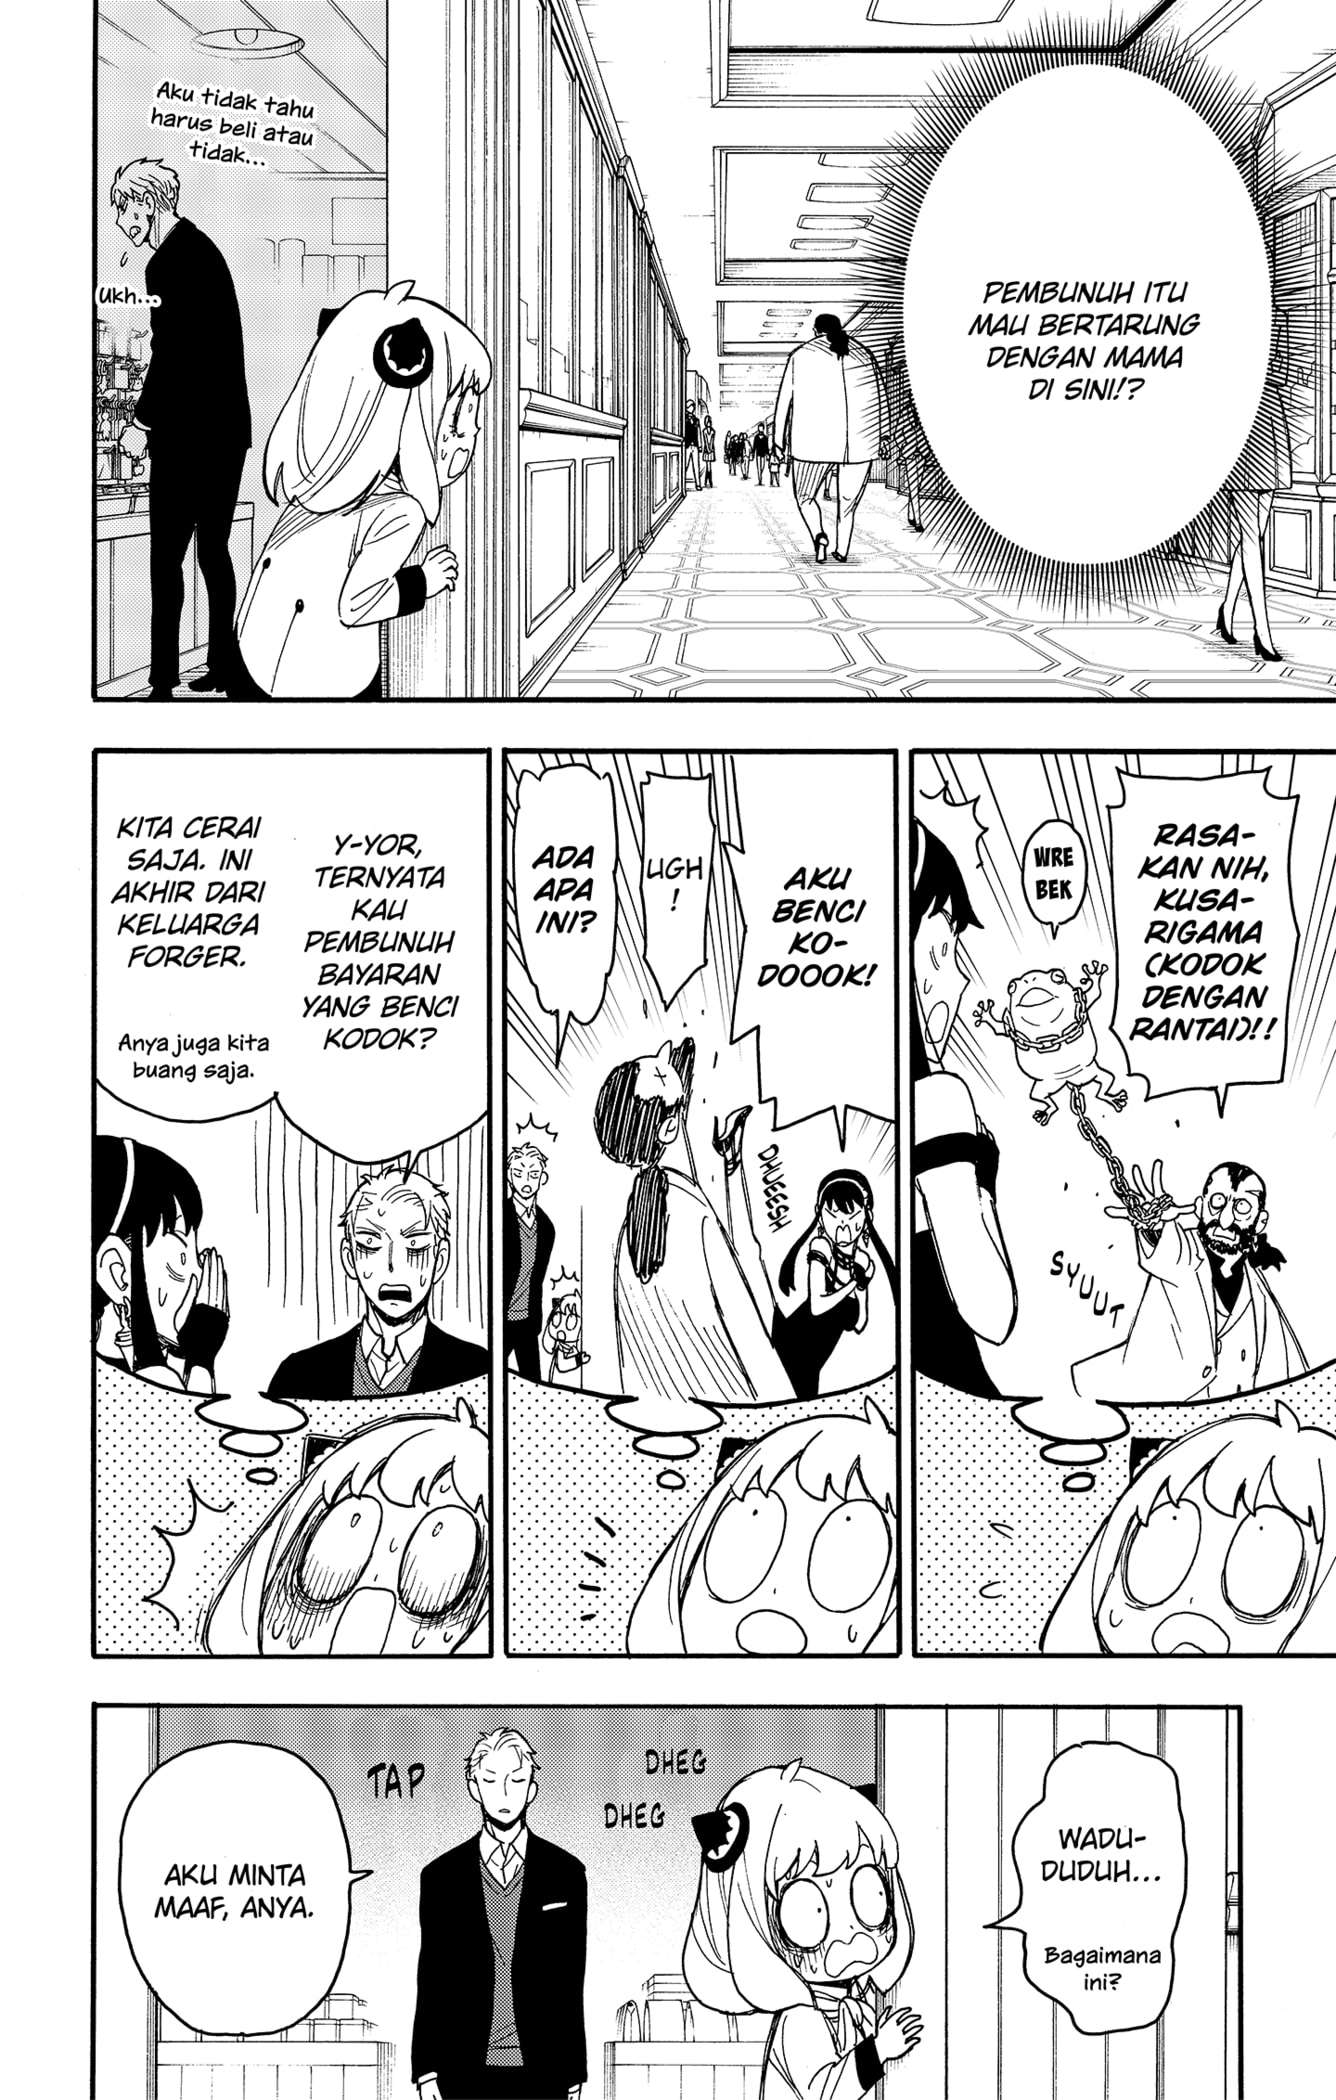 PEMBUNUH ITU
MAU BERTARUNG
DENGAN MAMA
DI SINI!?
Aku tidak tahu
harus beli atau
tidak...
Ukh...
RASA-
KAN NIH,
KUSA-
RIGAMA
(KODOK
DENGAN
RANTAI)!!
WRE
BEK
SYUUT
AKU
BENCI
KO-
DOOOK!
UGH
!
ADA
APA
INI?
DHUEESH
Y-YOR,
TERNYATA
KAU
PEMBUNUH
BAYARAN
YANG BENCI
KODOK?
KITA CERAI
SAJA. INI
AKHIR DARI
KELUARGA
FORGER.
Anya juga kita
buang saja.
WADU-
DUDUH...
Bagaimana
ini?
DHEG
DHEG
TAP
AKU MINTA
MAAF, ANYA.